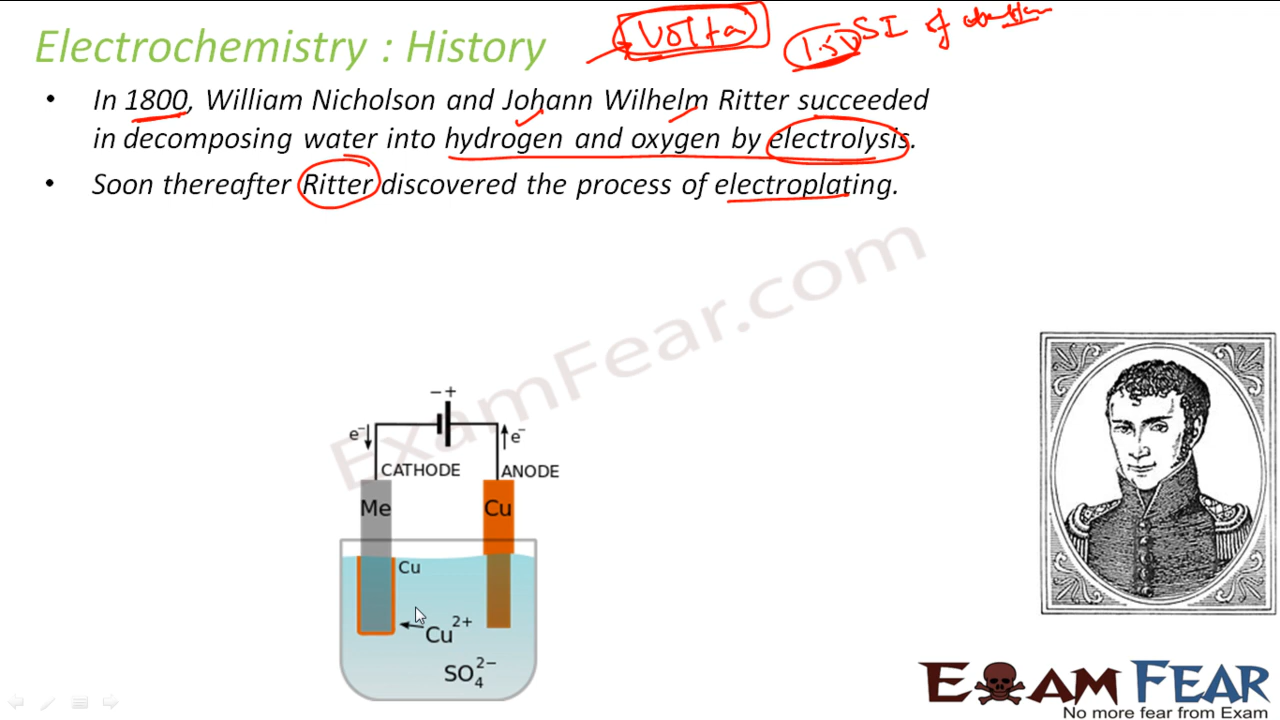 Electrochemistry : History
Volta
1.5V SI of
• In 1800, William Nicholson and Johann Wilhelm Ritter succeeded
in decomposing water into hydrogen and oxygen by electrolysis.
• Soon thereafter Ritter discovered the process of electroplating.
ExamFear.com
− +
e⁻ e⁻
CATHODE ANODE
Me Cu
Cu
Cu²⁺
SO₄²⁻
EXAM FEAR
No more fear from Exam